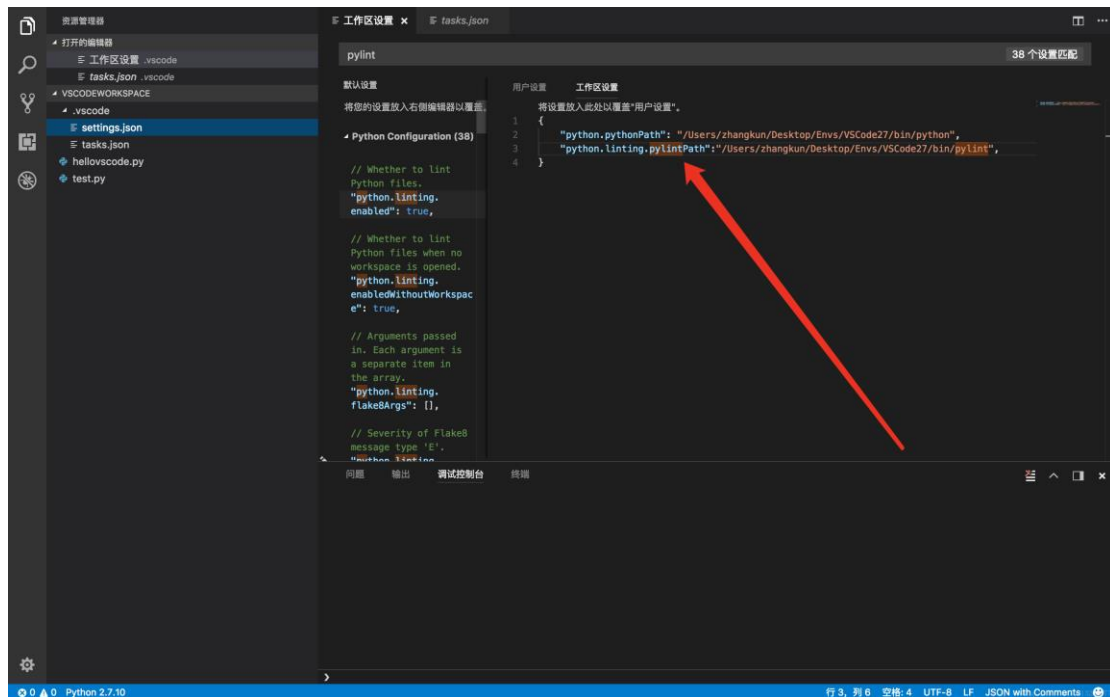 资源管理器
打开的编辑器
工作区设置 .vscode
tasks.json .vscode
VSCODEWORKSPACE
.vscode
settings.json
tasks.json
hellovscode.py
test.py
工作区设置 × tasks.json
pylint 38 个设置匹配
默认设置
将您的设置放入右侧编辑器以覆盖。
Python Configuration (38)
// Whether to lint
Python files.
"python.linting.
enabled": true,
// Whether to lint
Python files when no
workspace is opened.
"python.linting.
enabledWithoutWorkspac
e": true,
// Arguments passed
in. Each argument is
a separate item in
the array.
"python.linting.
flake8Args": [],
// Severity of Flake8
message type 'E'.
"python.linting.
用户设置 工作区设置
将设置放入此处以覆盖"用户设置"。
1 {
2 "python.pythonPath": "/Users/zhangkun/Desktop/Envs/VSCode27/bin/python",
3 "python.linting.pylintPath":"/Users/zhangkun/Desktop/Envs/VSCode27/bin/pylint",
4 }
问题 输出 调试控制台 终端
0 0 Python 2.7.10 行 3, 列 6 空格: 4 UTF-8 LF JSON with Comments